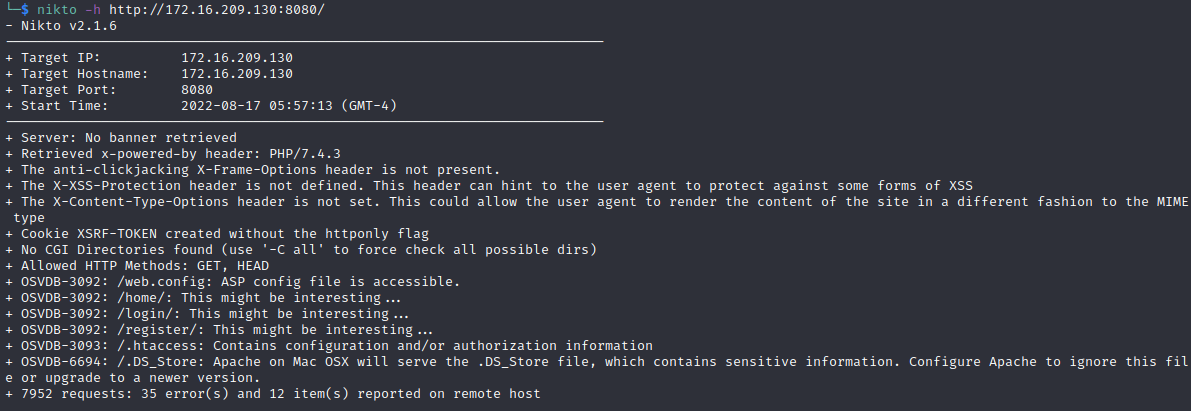 └─$ nikto -h http://172.16.209.130:8080/
- Nikto v2.1.6
+ Target IP:          172.16.209.130
+ Target Hostname:    172.16.209.130
+ Target Port:        8080
+ Start Time:         2022-08-17 05:57:13 (GMT-4)
+ Server: No banner retrieved
+ Retrieved x-powered-by header: PHP/7.4.3
+ The anti-clickjacking X-Frame-Options header is not present.
+ The X-XSS-Protection header is not defined. This header can hint to the user agent to protect against some forms of XSS
+ The X-Content-Type-Options header is not set. This could allow the user agent to render the content of the site in a different fashion to the MIME
 type
+ Cookie XSRF-TOKEN created without the httponly flag
+ No CGI Directories found (use '-C all' to force check all possible dirs)
+ Allowed HTTP Methods: GET, HEAD
+ OSVDB-3092: /web.config: ASP config file is accessible.
+ OSVDB-3092: /home/: This might be interesting...
+ OSVDB-3092: /login/: This might be interesting...
+ OSVDB-3092: /register/: This might be interesting...
+ OSVDB-3093: /.htaccess: Contains configuration and/or authorization information
+ OSVDB-6694: /.DS_Store: Apache on Mac OSX will serve the .DS_Store file, which contains sensitive information. Configure Apache to ignore this fil
e or upgrade to a newer version.
+ 7952 requests: 35 error(s) and 12 item(s) reported on remote host